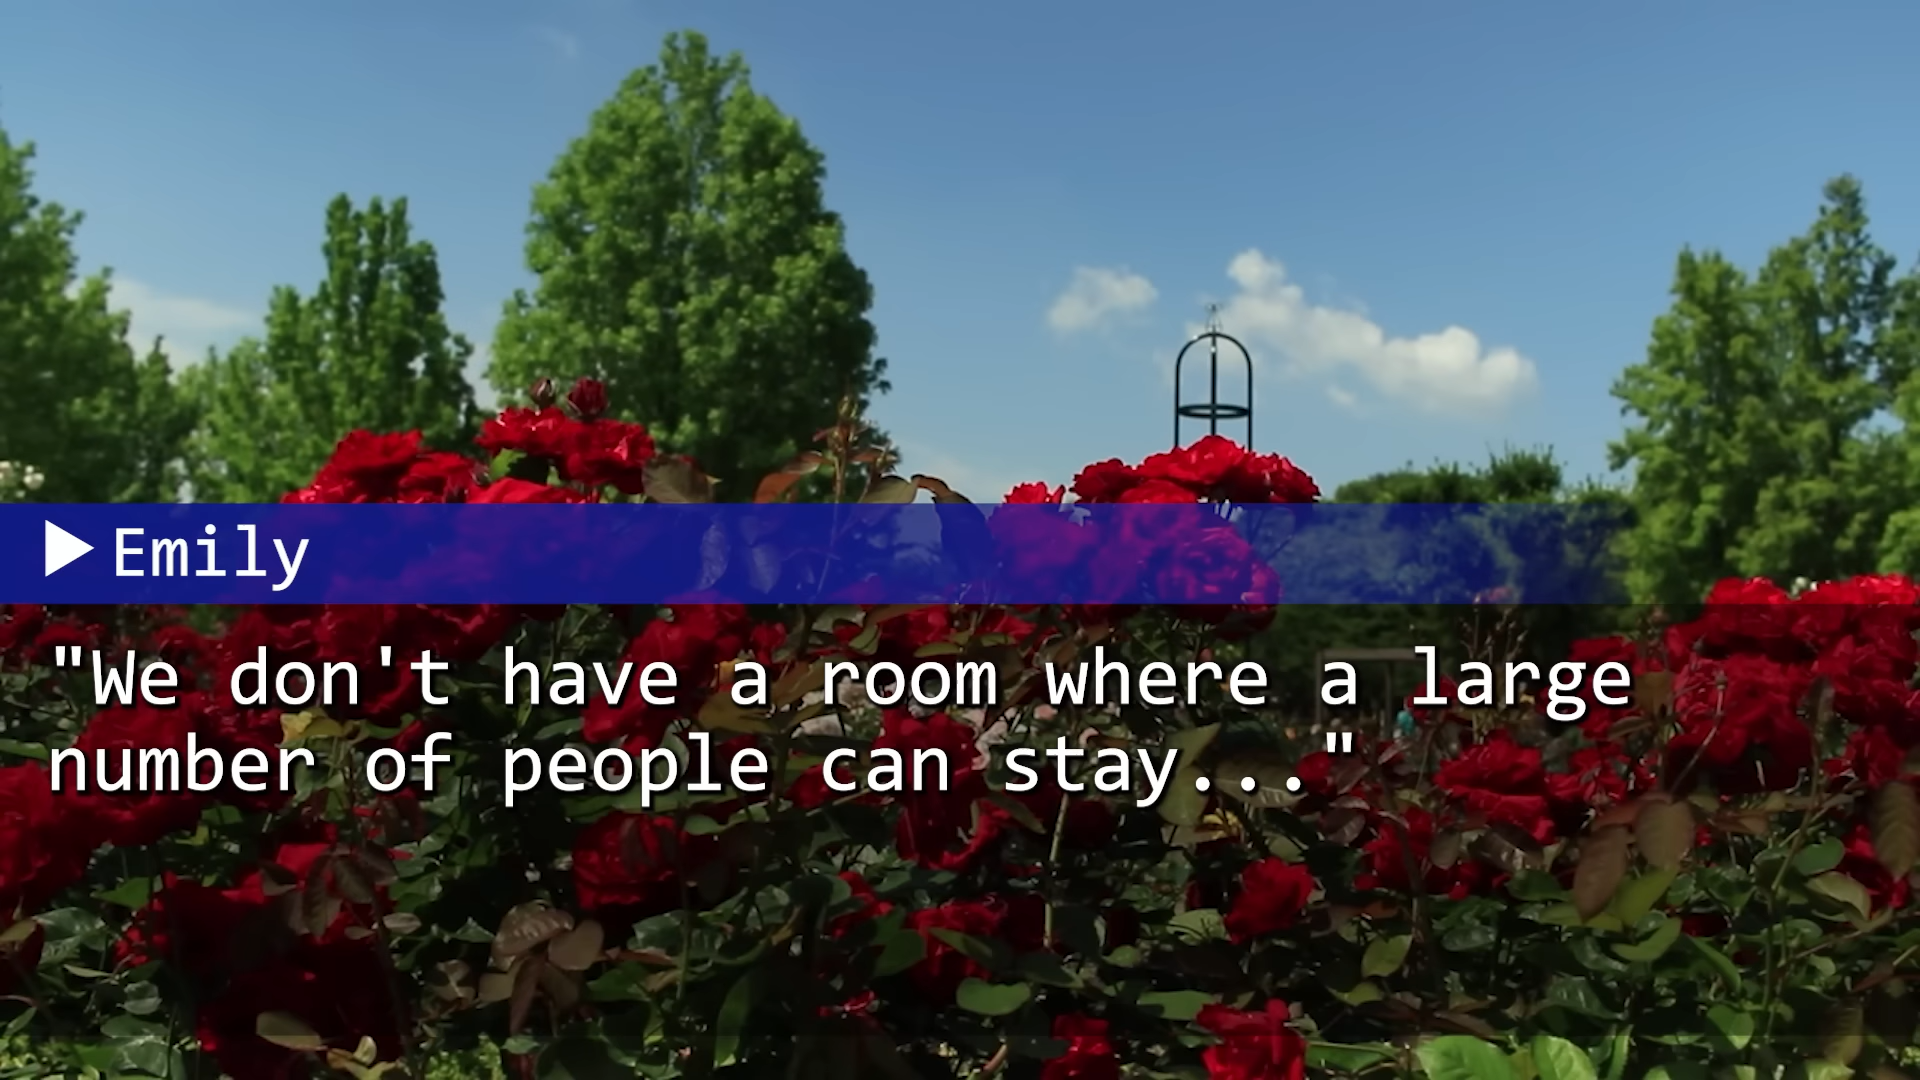 ▶Emily
"We don't have a room where a large
number of people can stay..."